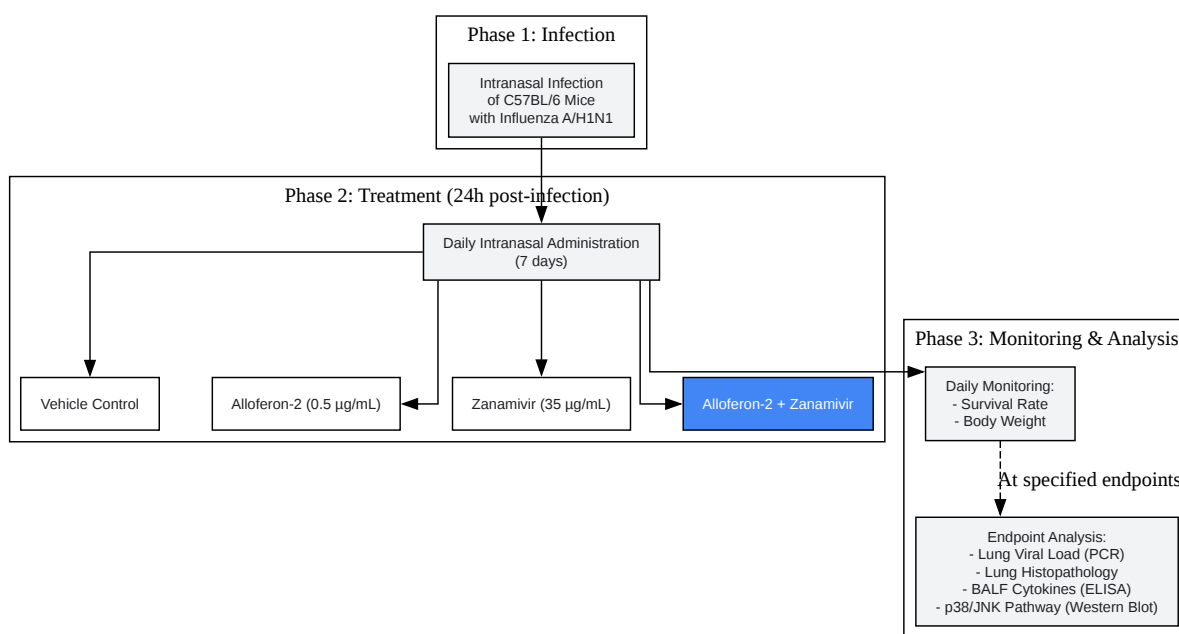 Phase 1: Infection
Intranasal Infection
of C57BL/6 Mice
with Influenza A/H1N1
Phase 2: Treatment (24h post-infection)
Daily Intranasal Administration
(7 days)
Vehicle Control
Alloferon-2 (0.5 µg/mL)
Zanamivir (35 µg/mL)
Alloferon-2 + Zanamivir
Phase 3: Monitoring & Analysis
Daily Monitoring:
- Survival Rate
- Body Weight
At specified endpoints
Endpoint Analysis:
- Lung Viral Load (PCR)
- Lung Histopathology
- BALF Cytokines (ELISA)
- p38/JNK Pathway (Western Blot)